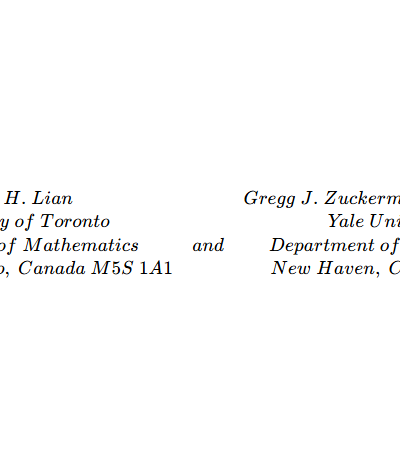 H. Lian
y of Toronto
of Mathematics
o, Canada M5S 1A1
and
Gregg J. Zuckerm
Yale Uni
Department of
New Haven, C